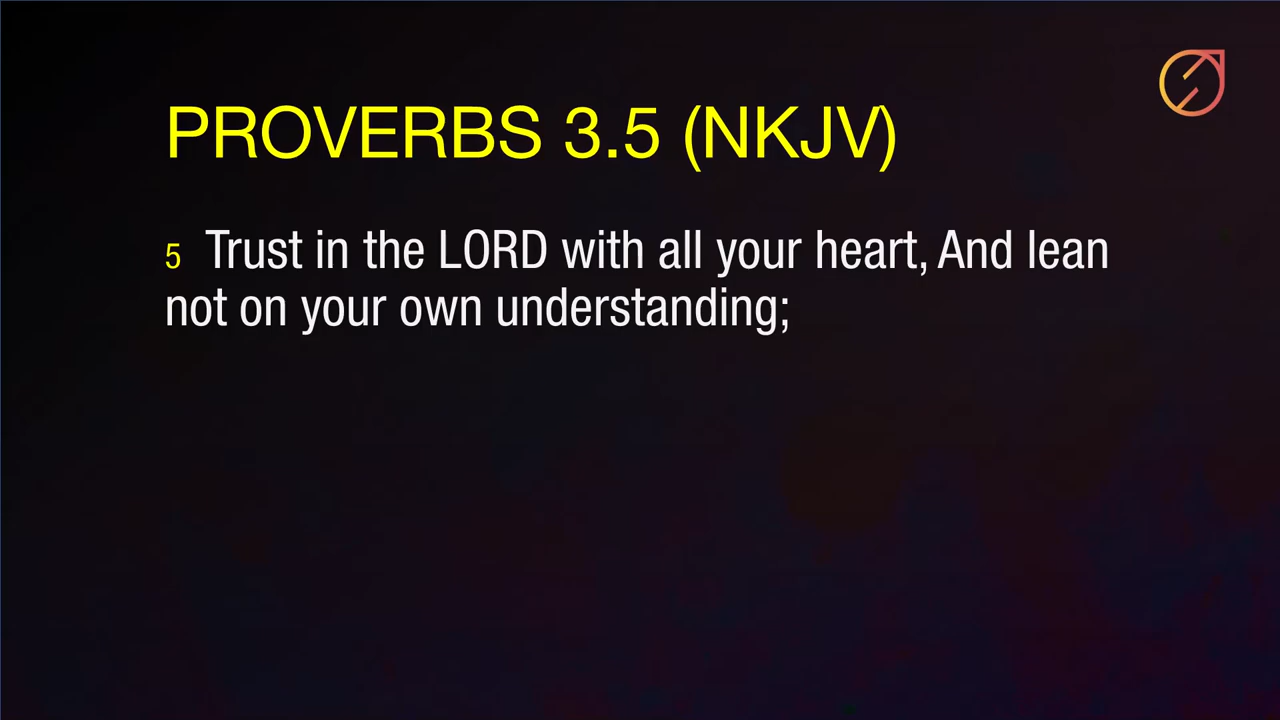 PROVERBS 3.5 (NKJV)
5 Trust in the LORD with all your heart, And lean
not on your own understanding;